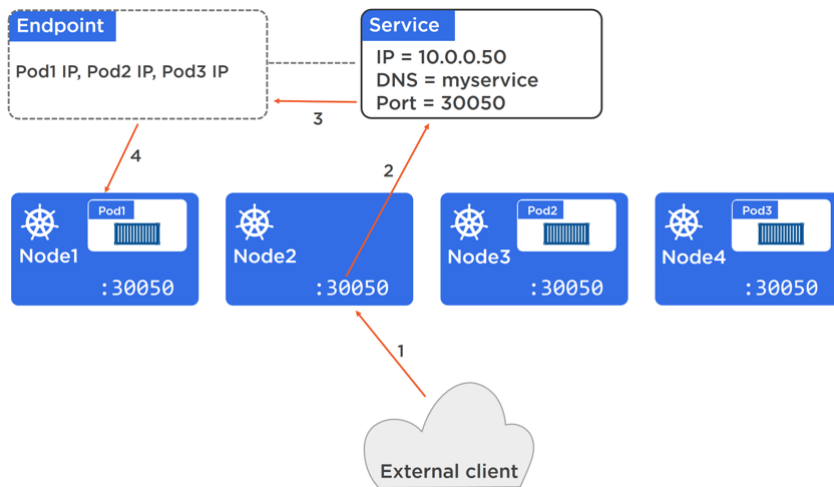 Endpoint
Pod1 IP, Pod2 IP, Pod3 IP
Service
IP = 10.0.0.50
DNS = myservice
Port = 30050
3
4
2
Pod1
Node1
:30050
Node2
:30050
Pod2
Node3
:30050
Pod3
Node4
:30050
1
External client